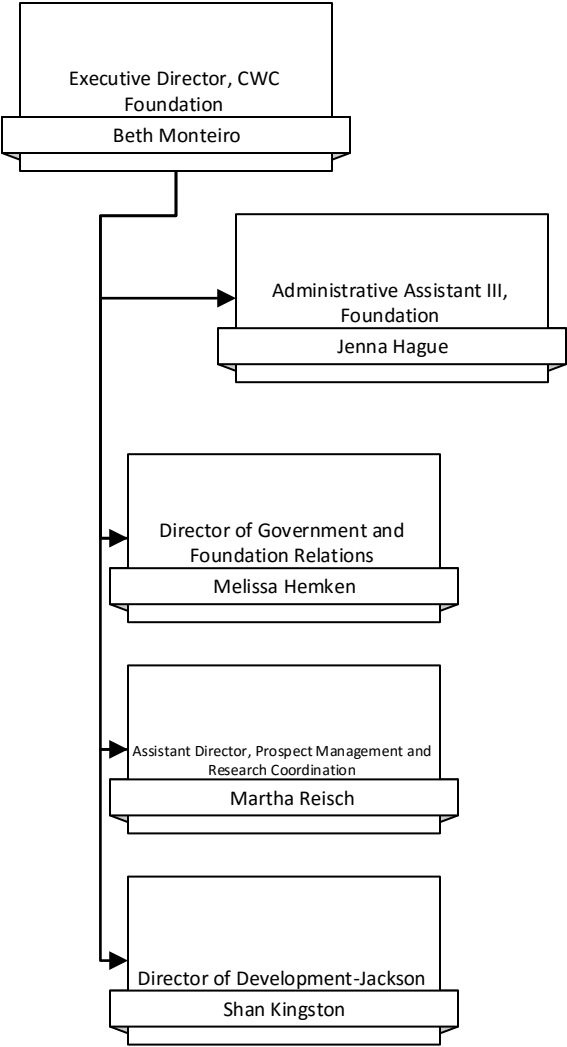 Executive Director, CWC
Foundation
Beth Monteiro
Administrative Assistant III,
Foundation
Jenna Hague
Director of Government and
Foundation Relations
Melissa Hemken
Assistant Director, Prospect Management and
Research Coordination
Martha Reisch
Director of Development-Jackson
Shan Kingston